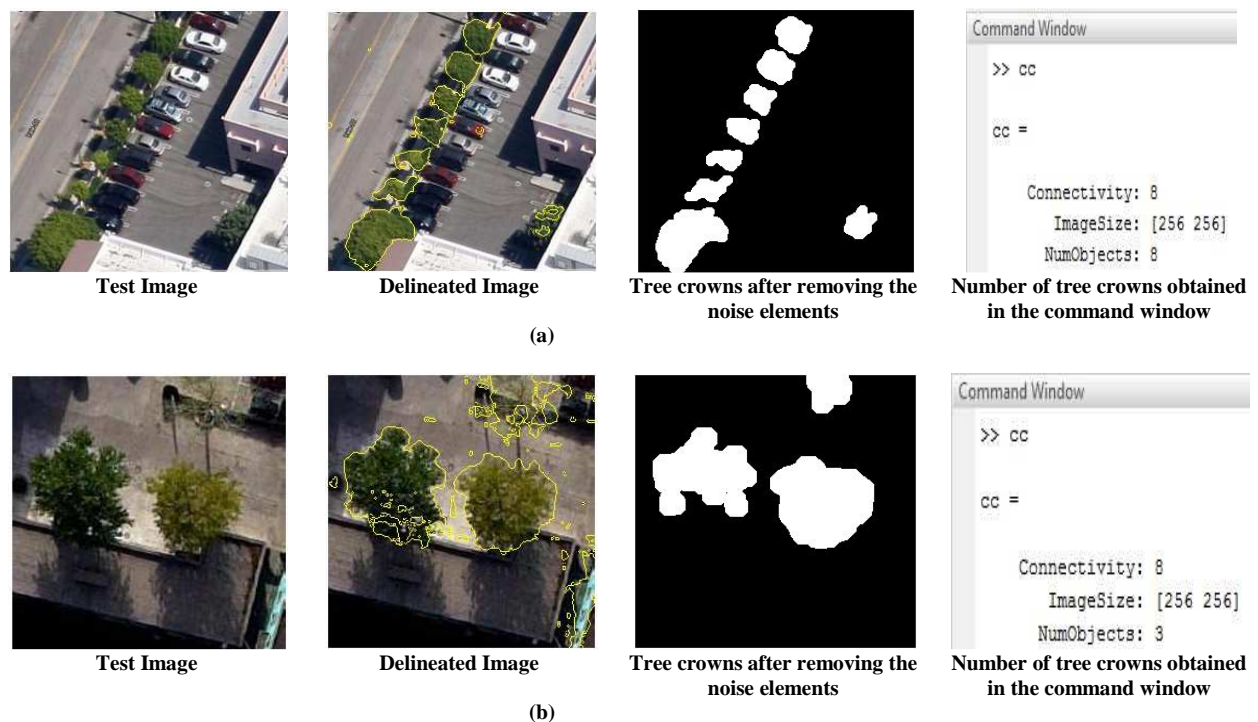 Command Window
>> cc
cc =
Connectivity: 8
ImageSize: [256 256]
NumObjects: 8
Test Image
Delineated Image
Tree crowns after removing the
noise elements
Number of tree crowns obtained
in the command window
(a)
Command Window
>> cc
cc =
Connectivity: 8
ImageSize: [256 256]
NumObjects: 3
Test Image
Delineated Image
Tree crowns after removing the
noise elements
Number of tree crowns obtained
in the command window
(b)